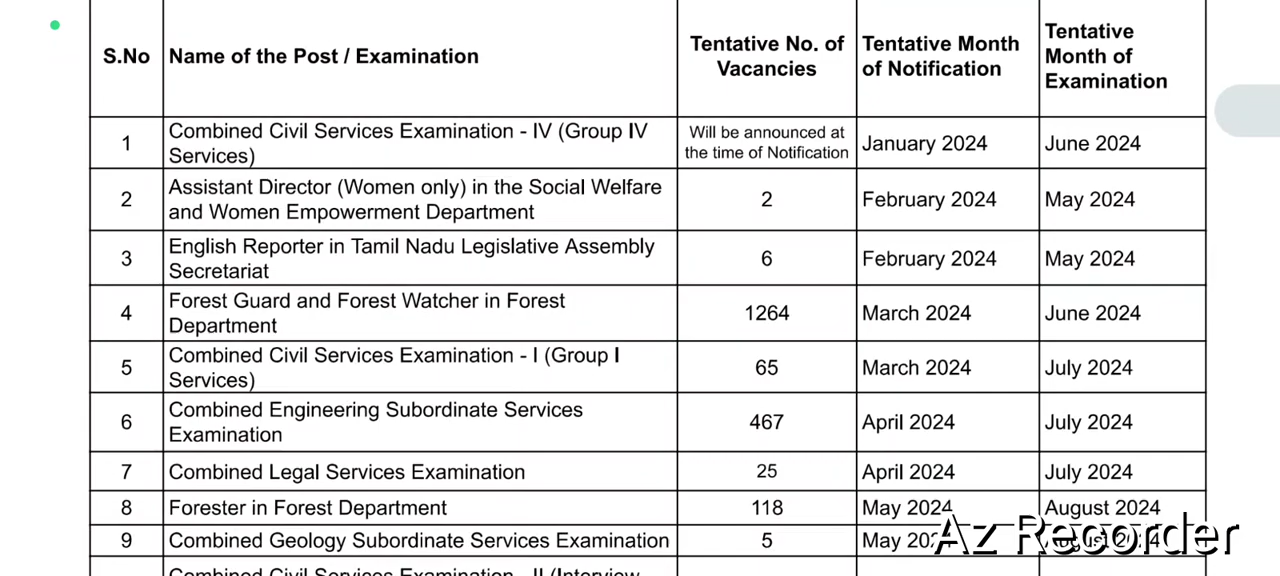 S.No Name of the Post / Examination Tentative No. of Vacancies Tentative Month of Notification Tentative Month of Examination
1 Combined Civil Services Examination - IV (Group IV Services) Will be announced at the time of Notification January 2024 June 2024
2 Assistant Director (Women only) in the Social Welfare and Women Empowerment Department 2 February 2024 May 2024
3 English Reporter in Tamil Nadu Legislative Assembly Secretariat 6 February 2024 May 2024
4 Forest Guard and Forest Watcher in Forest Department 1264 March 2024 June 2024
5 Combined Civil Services Examination - I (Group I Services) 65 March 2024 July 2024
6 Combined Engineering Subordinate Services Examination 467 April 2024 July 2024
7 Combined Legal Services Examination 25 April 2024 July 2024
8 Forester in Forest Department 118 May 2024 August 2024
9 Combined Geology Subordinate Services Examination 5 May
Az Recorder
Combined Civil Services Examination - II (Interview